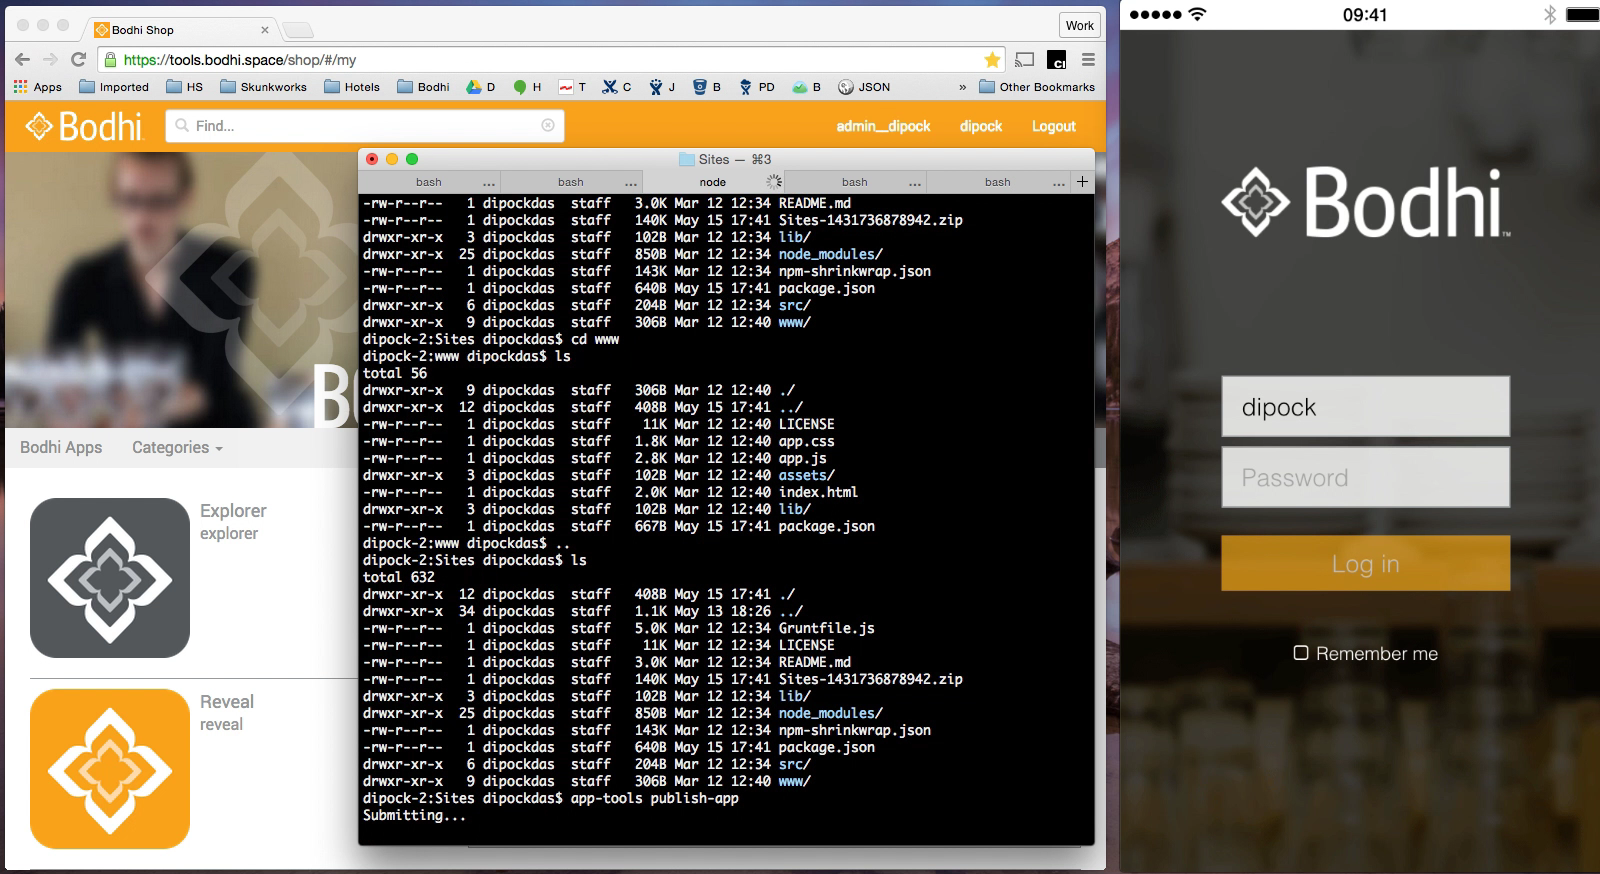 Bodhi Shop
Work
https://tools.bodhi.space/shop/#/my
Apps Imported HS Skunkworks Hotels Bodhi D H T C J B PD B JSON » Other Bookmarks
Bodhi
Find...
admin__dipock dipock Logout
B
Bodhi Apps Categories
Explorer
explorer
Reveal
reveal
Sites — ⌘3
bash ... bash ... node bash ... bash ... +
-rw-r--r-- 1 dipockdas staff 3.0K Mar 12 12:34 README.md
-rw-r--r-- 1 dipockdas staff 140K May 15 17:41 Sites-1431736878942.zip
drwxr-xr-x 3 dipockdas staff 102B Mar 12 12:34 lib/
drwxr-xr-x 25 dipockdas staff 850B Mar 12 12:34 node_modules/
-rw-r--r-- 1 dipockdas staff 143K Mar 12 12:34 npm-shrinkwrap.json
-rw-r--r-- 1 dipockdas staff 640B May 15 17:41 package.json
drwxr-xr-x 6 dipockdas staff 204B Mar 12 12:34 src/
drwxr-xr-x 9 dipockdas staff 306B Mar 12 12:40 www/
dipock-2:Sites dipockdas$ cd www
dipock-2:www dipockdas$ ls
total 56
drwxr-xr-x 9 dipockdas staff 306B Mar 12 12:40 ./
drwxr-xr-x 12 dipockdas staff 408B May 15 17:41 ../
-rw-r--r-- 1 dipockdas staff 11K Mar 12 12:40 LICENSE
-rw-r--r-- 1 dipockdas staff 1.8K Mar 12 12:40 app.css
-rw-r--r-- 1 dipockdas staff 2.8K Mar 12 12:40 app.js
drwxr-xr-x 3 dipockdas staff 102B Mar 12 12:40 assets/
-rw-r--r-- 1 dipockdas staff 2.0K Mar 12 12:40 index.html
drwxr-xr-x 3 dipockdas staff 102B Mar 12 12:40 lib/
-rw-r--r-- 1 dipockdas staff 667B May 15 17:41 package.json
dipock-2:www dipockdas$ ..
dipock-2:Sites dipockdas$ ls
total 632
drwxr-xr-x 12 dipockdas staff 408B May 15 17:41 ./
drwxr-xr-x 34 dipockdas staff 1.1K May 13 18:26 ../
-rw-r--r-- 1 dipockdas staff 5.0K Mar 12 12:34 Gruntfile.js
-rw-r--r-- 1 dipockdas staff 11K Mar 12 12:34 LICENSE
-rw-r--r-- 1 dipockdas staff 3.0K Mar 12 12:34 README.md
-rw-r--r-- 1 dipockdas staff 140K May 15 17:41 Sites-1431736878942.zip
drwxr-xr-x 3 dipockdas staff 102B Mar 12 12:34 lib/
drwxr-xr-x 25 dipockdas staff 850B Mar 12 12:34 node_modules/
-rw-r--r-- 1 dipockdas staff 143K Mar 12 12:34 npm-shrinkwrap.json
-rw-r--r-- 1 dipockdas staff 640B May 15 17:41 package.json
drwxr-xr-x 6 dipockdas staff 204B Mar 12 12:34 src/
drwxr-xr-x 9 dipockdas staff 306B Mar 12 12:40 www/
dipock-2:Sites dipockdas$ app-tools publish-app
Submitting...
09:41
Bodhi™
dipock
Password
Log in
Remember me